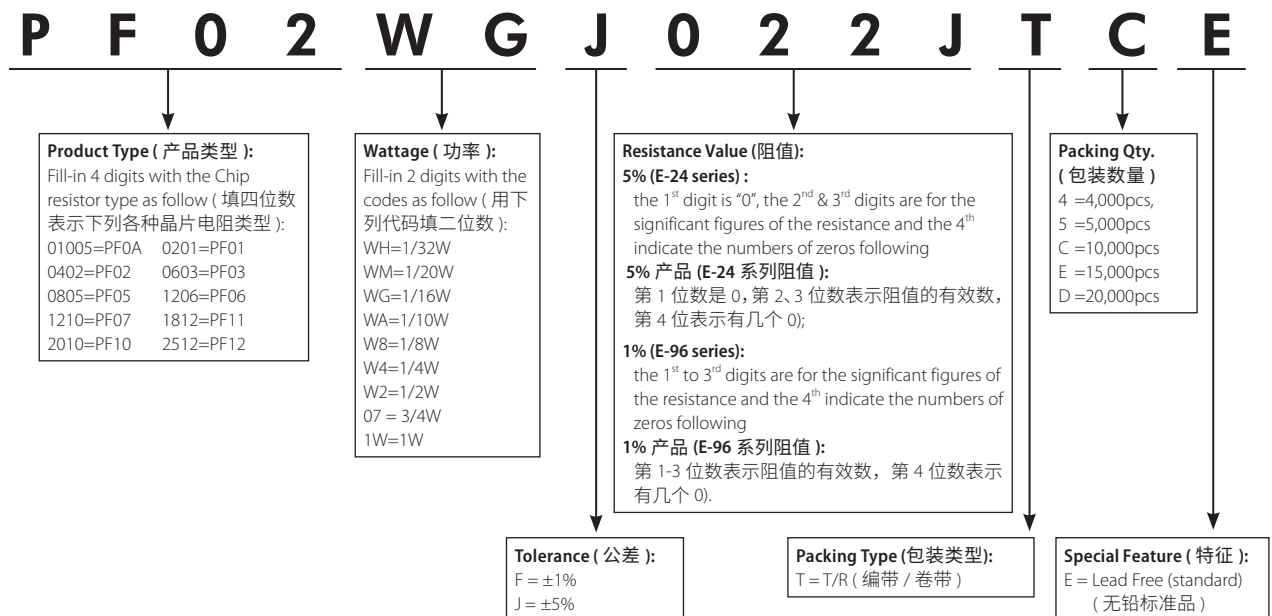 P F 0 2 W G J 0 2 2 J T C E
Product Type ( 产品类型 ):
Fill-in 4 digits with the Chip
resistor type as follow ( 填四位数
表示下列各种晶片电阻类型 ):
01005=PF0A 0201=PF01
0402=PF02 0603=PF03
0805=PF05 1206=PF06
1210=PF07 1812=PF11
2010=PF10 2512=PF12
Wattage ( 功率 ):
Fill-in 2 digits with the
codes as follow ( 用下
列代码填二位数 ):
WH=1/32W
WM=1/20W
WG=1/16W
WA=1/10W
W8=1/8W
W4=1/4W
W2=1/2W
07 = 3/4W
1W=1W
Resistance Value (阻值):
5% (E-24 series) :
the 1st digit is “0”, the 2nd & 3rd digits are for the
significant figures of the resistance and the 4th
indicate the numbers of zeros following
5% 产品 (E-24 系列阻值 ):
第 1 位数是 0, 第 2、3 位数表示阻值的有效数，
第 4 位表示有几个 0);
1% (E-96 series):
the 1st to 3rd digits are for the significant figures of
the resistance and the 4th indicate the numbers of
zeros following
1% 产品 (E-96 系列阻值 ):
第 1-3 位数表示阻值的有效数，第 4 位数表示
有几个 0).
Packing Qty.
( 包装数量 )
4 =4,000pcs,
5 =5,000pcs
C =10,000pcs
E =15,000pcs
D =20,000pcs
Tolerance ( 公差 ):
F = ±1%
J = ±5%
Packing Type (包装类型):
T = T/R ( 编带 / 卷带 )
Special Feature ( 特征 ):
E = Lead Free (standard)
( 无铅标准品 )